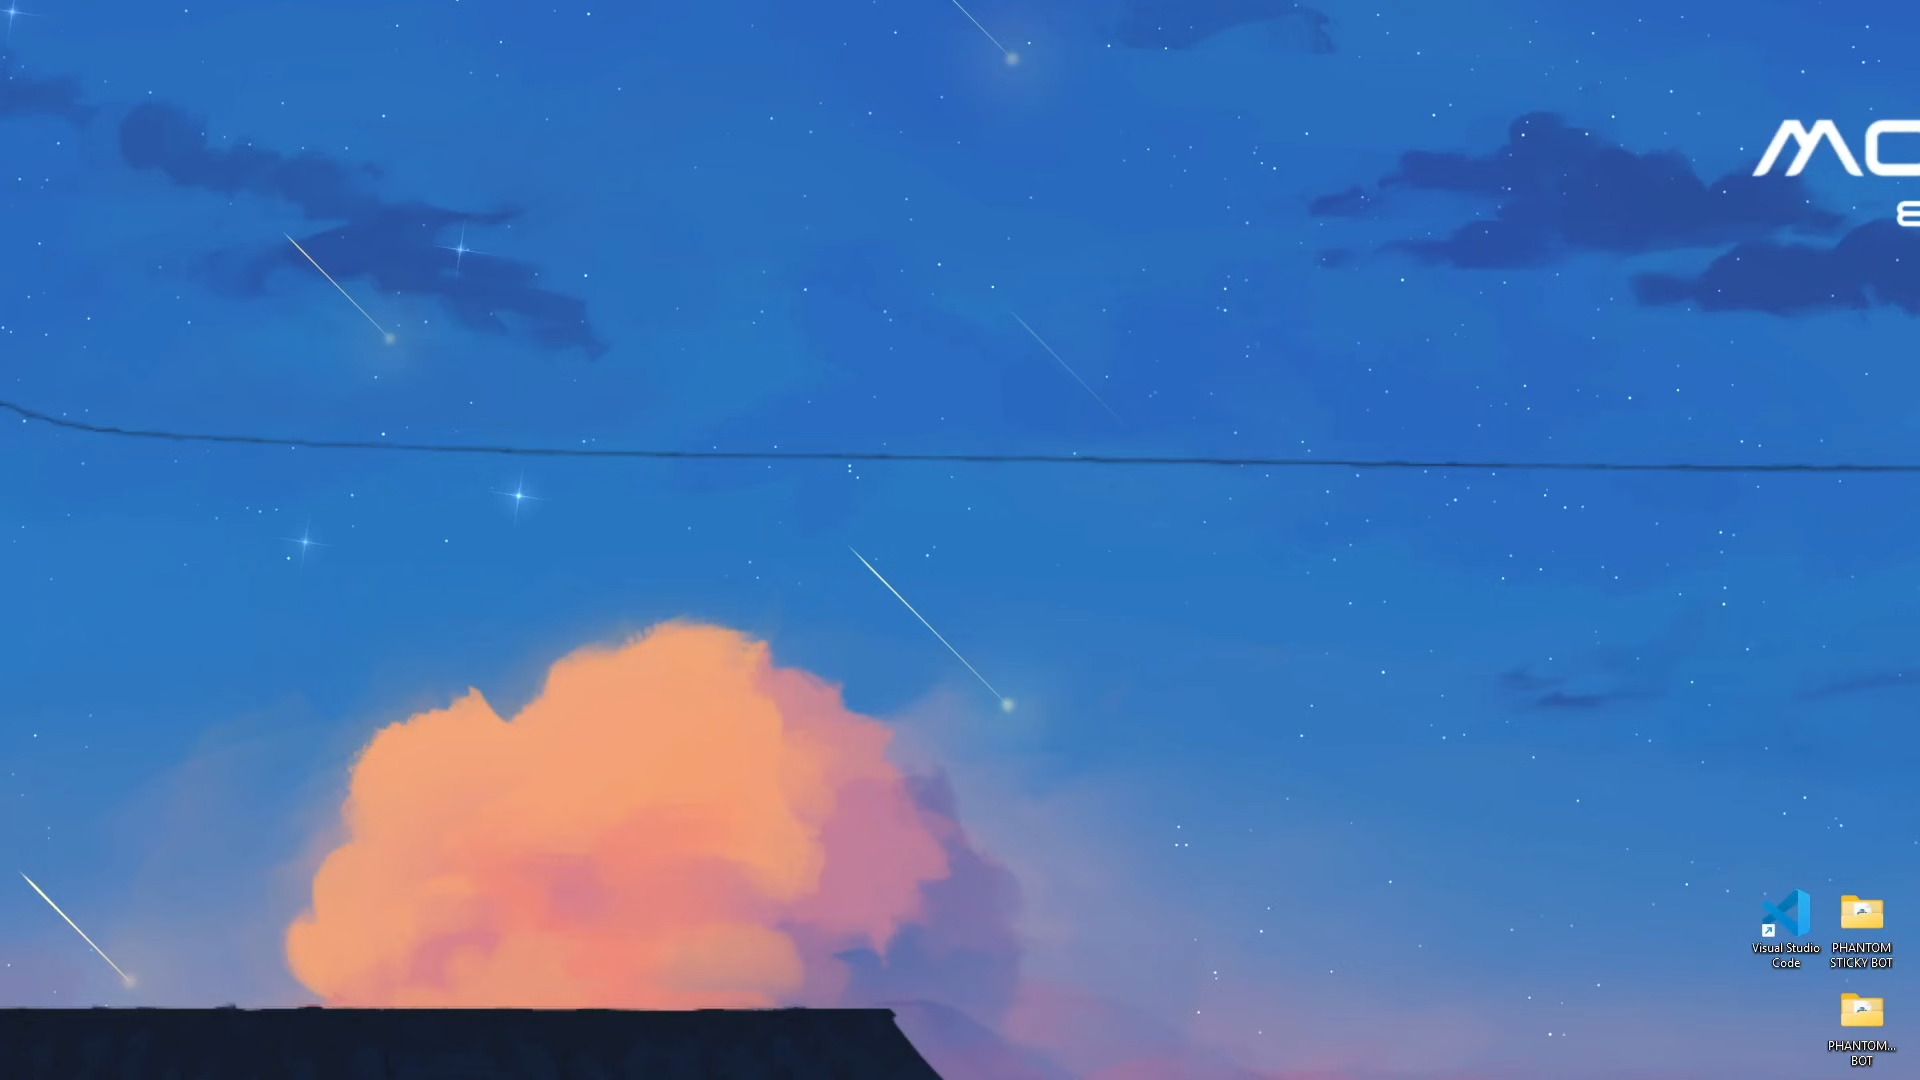 Visual Studio
Code
PHANTOM
STICKY BOT
PHANTOM...
BOT